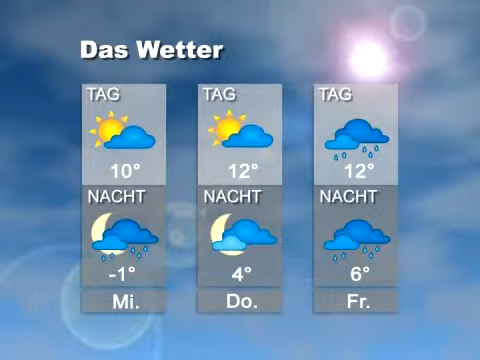 Das Wetter
TAG TAG TAG
10° 12° 12°
NACHT NACHT NACHT
-1° 4° 6°
Mi. Do. Fr.